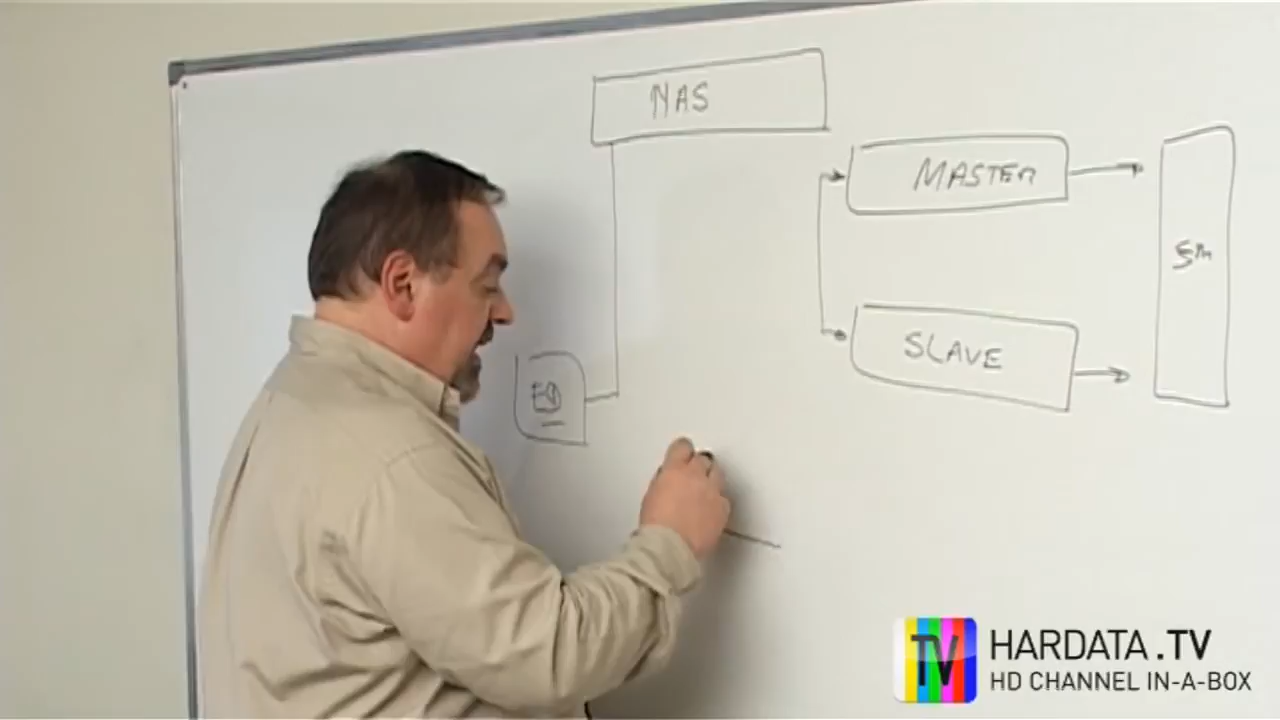 NAS
MASTER
SLAVE
TV HARDATA .TV
HD CHANNEL IN-A-BOX